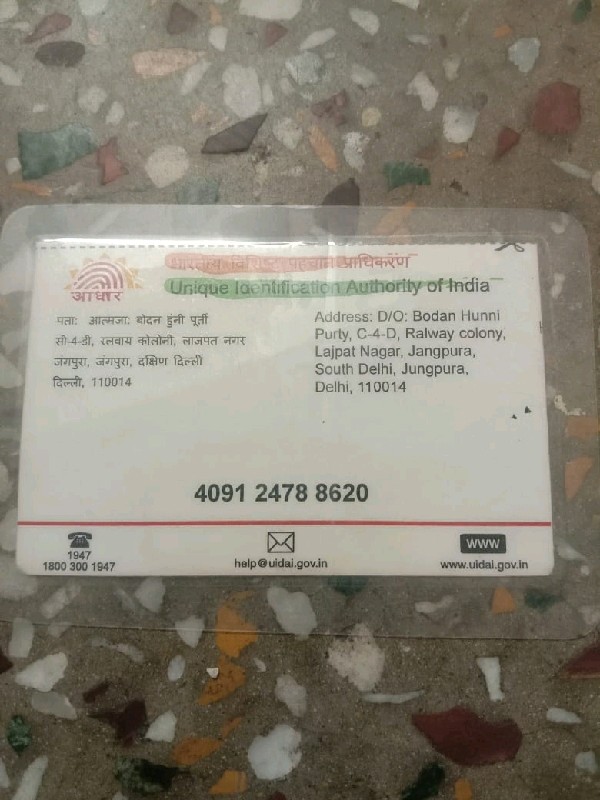 भारतीय विशिष्ट पहचान प्राधिकरण
Unique Identification Authority of India
आधार
पता: आत्मजा: बोदन हुंनी पूर्ती
सी-4-डी, रलवाय कोलोनी, लाजपत नगर
जंगपुरा, जंगपुरा, दक्षिण दिल्ली
दिल्ली, 110014
Address: D/O: Bodan Hunni
Purty, C-4-D, Ralway colony,
Lajpat Nagar, Jangpura,
South Delhi, Jungpura,
Delhi, 110014
4091 2478 8620
1947
1800 300 1947
help@uidai.gov.in
WWW
www.uidai.gov.in